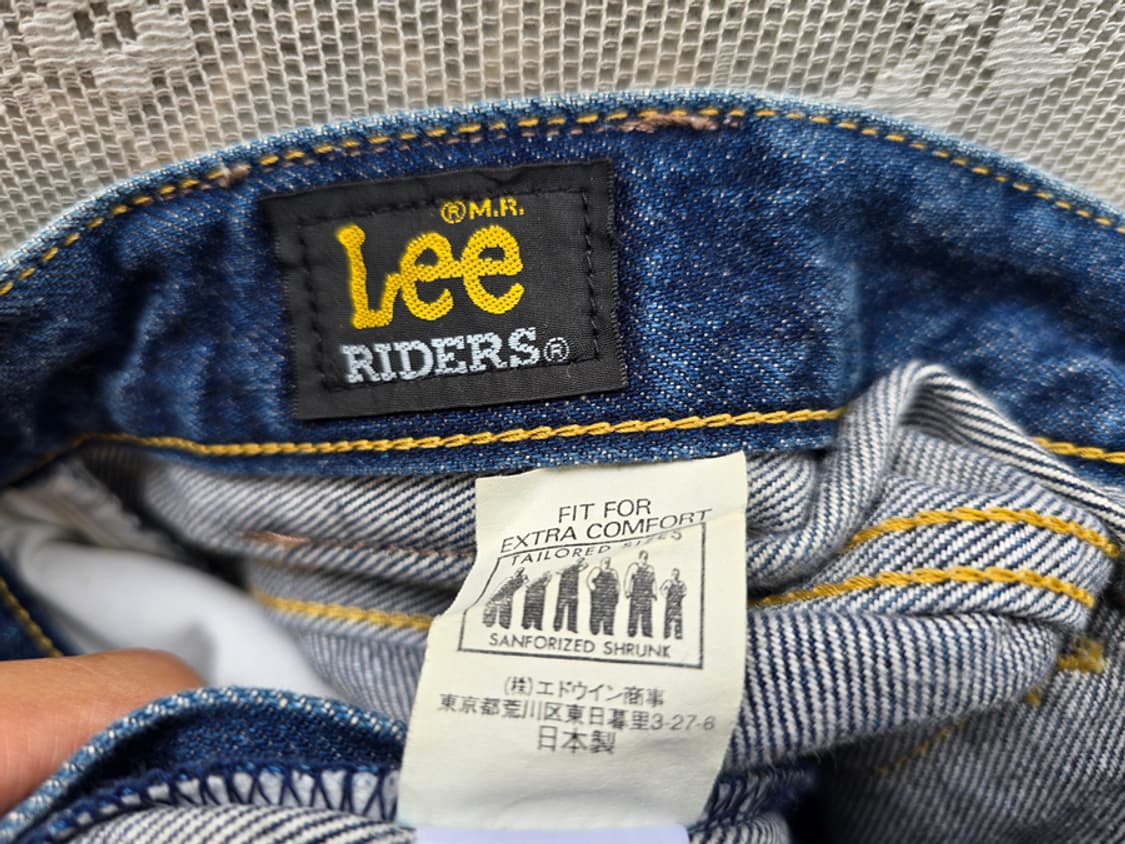 ® M.R.
Lee
RIDERS®
FIT FOR
EXTRA COMFORT
TAILORED SIZES
SANFORIZED SHRUNK
(株)エドウイン商事
東京都荒川区東日暮里3-27-6
日本製